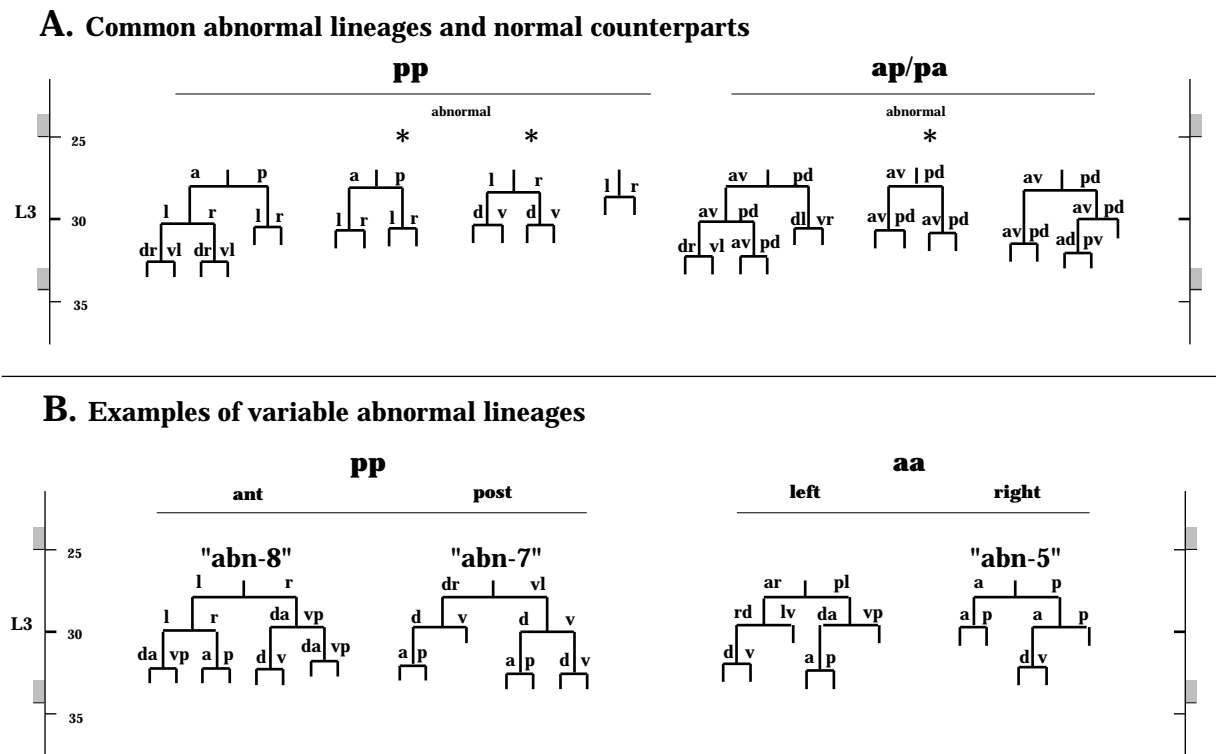 A. Common abnormal lineages and normal counterparts
pp ap/pa
abnormal abnormal
* * *
25
a p a p l r l r av pd av pd av pd
L3 30
l r l r l r l r d v d v av pd dl vr av pd av pd av pd
dr vl dr vl dr vl av pd av pd ad pv
35
B. Examples of variable abnormal lineages
pp aa
ant post left right
25
"abn-8" "abn-7" "abn-5"
l r dr vl ar pl a p
L3 30
l r da vp d v d v rd lv da vp a p a p
da vp a p d v da vp a p a p d v d v a p d v
35